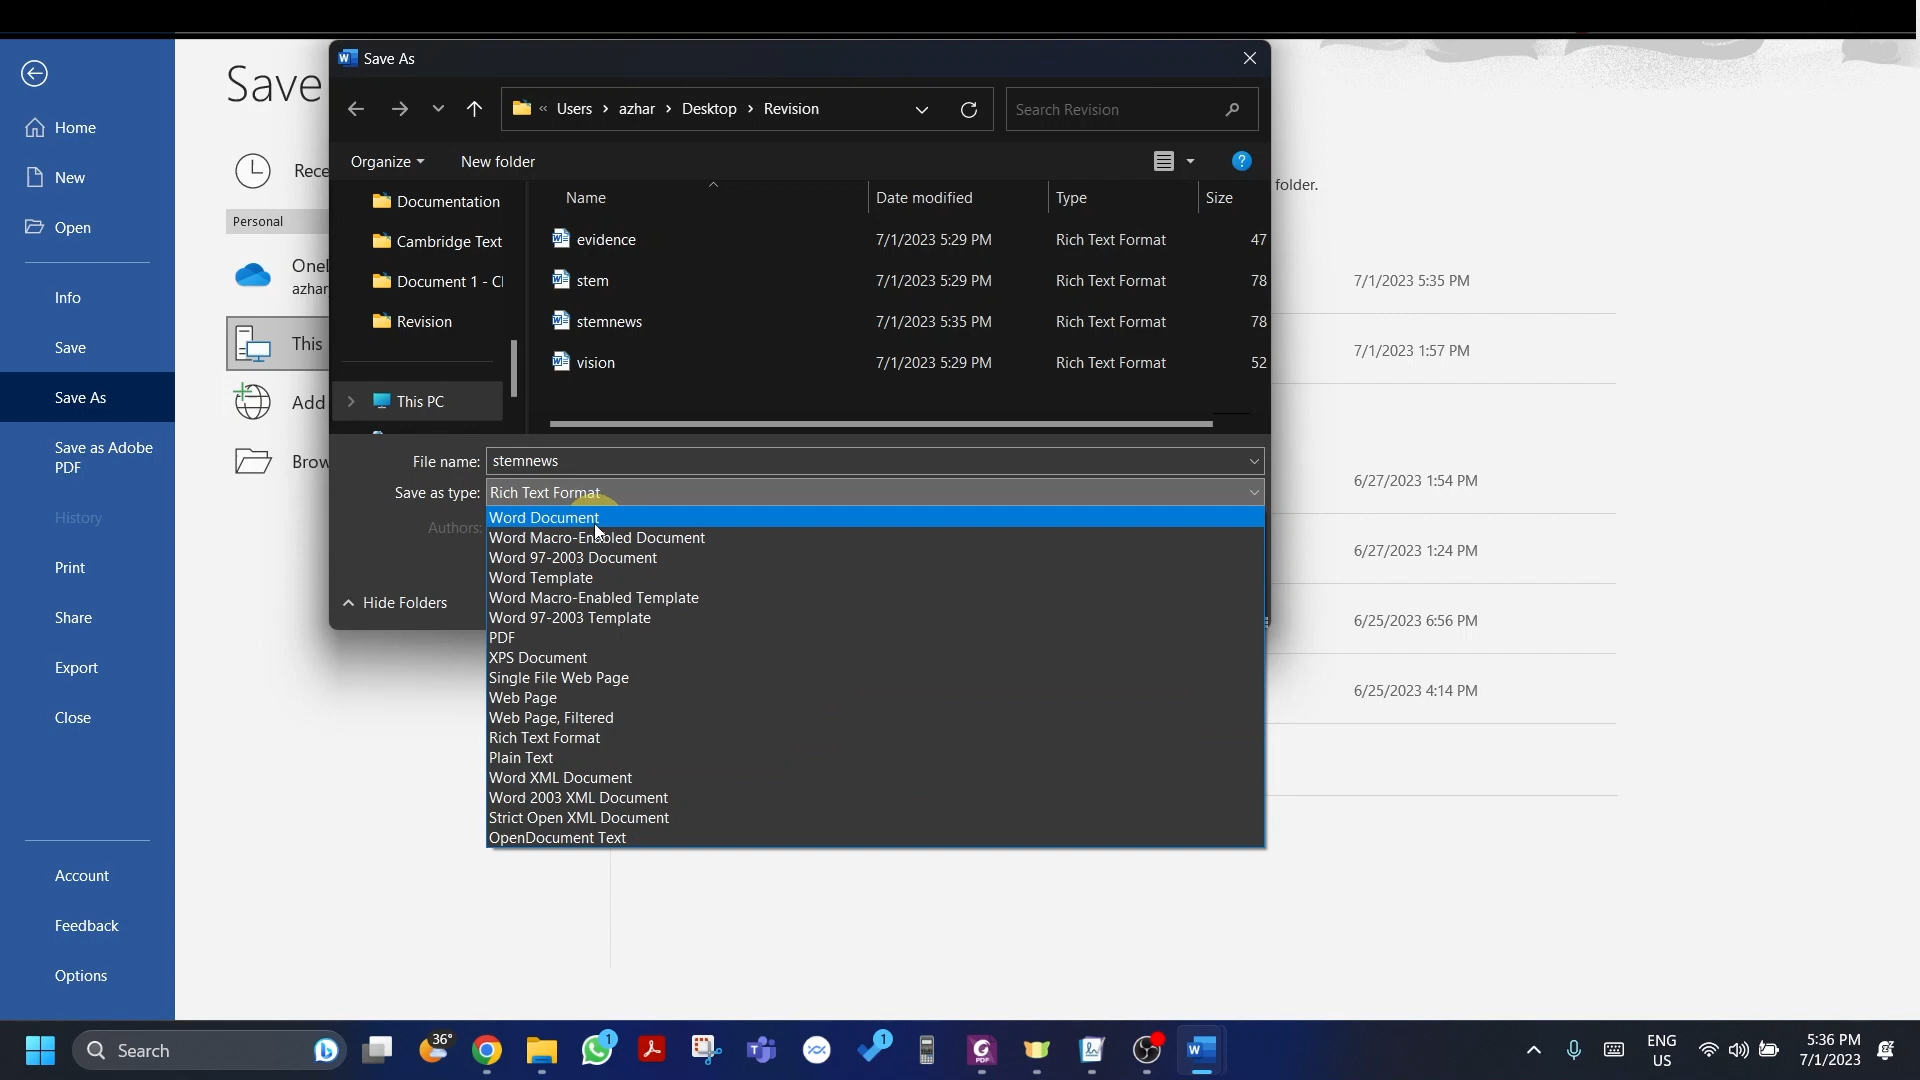 Save As
Users > azhar > Desktop > Revision
Search Revision
Organize
New folder
Name
Date modified
Type
Size
Documentation
Cambridge Text
Document 1 - Cl
Revision
This PC
evidence 7/1/2023 5:29 PM Rich Text Format 47
stem 7/1/2023 5:29 PM Rich Text Format 78
stemnews 7/1/2023 5:35 PM Rich Text Format 78
vision 7/1/2023 5:29 PM Rich Text Format 52
File name: stemnews
Save as type: Rich Text Format
Authors:
Word Document
Word Macro-Enabled Document
Word 97-2003 Document
Word Template
Word Macro-Enabled Template
Word 97-2003 Template
PDF
XPS Document
Single File Web Page
Web Page
Web Page, Filtered
Rich Text Format
Plain Text
Word XML Document
Word 2003 XML Document
Strict Open XML Document
OpenDocument Text
Hide Folders
Home
New
Open
Info
Save
Save As
Save as Adobe
PDF
History
Print
Share
Export
Close
Account
Feedback
Options
Save
Rece
Personal
OneI
azhar
This
Add
Brow
folder.
7/1/2023 5:35 PM
7/1/2023 1:57 PM
6/27/2023 1:54 PM
6/27/2023 1:24 PM
6/25/2023 6:56 PM
6/25/2023 4:14 PM
Search
36°
1
1
ENG
US
5:36 PM
7/1/2023